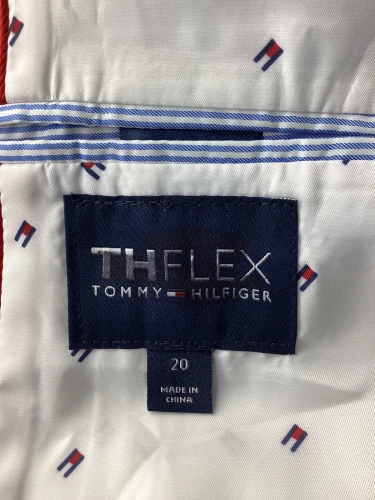 THFLEX
TOMMY HILFIGER
20
MADE IN
CHINA